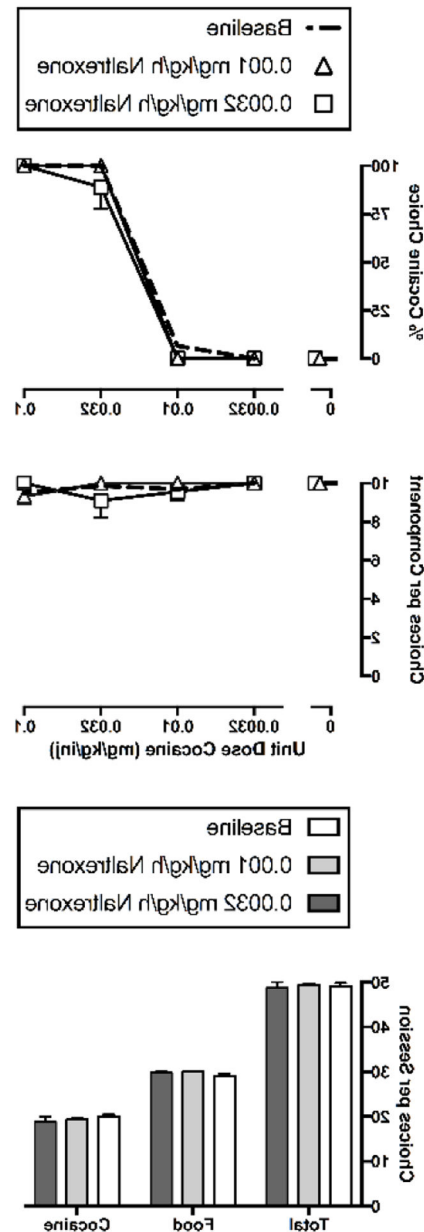 Baseline
0.001 mg/kg/h Naltrexone
0.0032 mg/kg/h Naltrexone
% Cocaine Choice
100
75
50
25
0
0 0.0032 0.01 0.032 0.1
Choices per Component
10
8
6
4
2
0
0 0.0032 0.01 0.032 0.1
Unit Dose Cocaine (mg/kg/inj)
Baseline
0.001 mg/kg/h Naltrexone
0.0032 mg/kg/h Naltrexone
Choices per Session
50
40
30
20
10
0
Total Food Cocaine